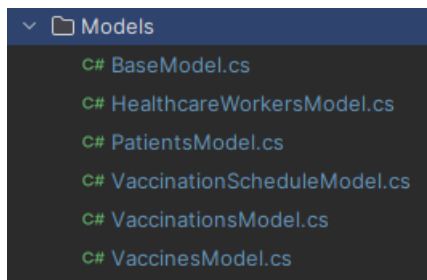 Models
C# BaseModel.cs
C# HealthcareWorkersModel.cs
C# PatientsModel.cs
C# VaccinationScheduleModel.cs
C# VaccinationsModel.cs
C# VaccinesModel.cs